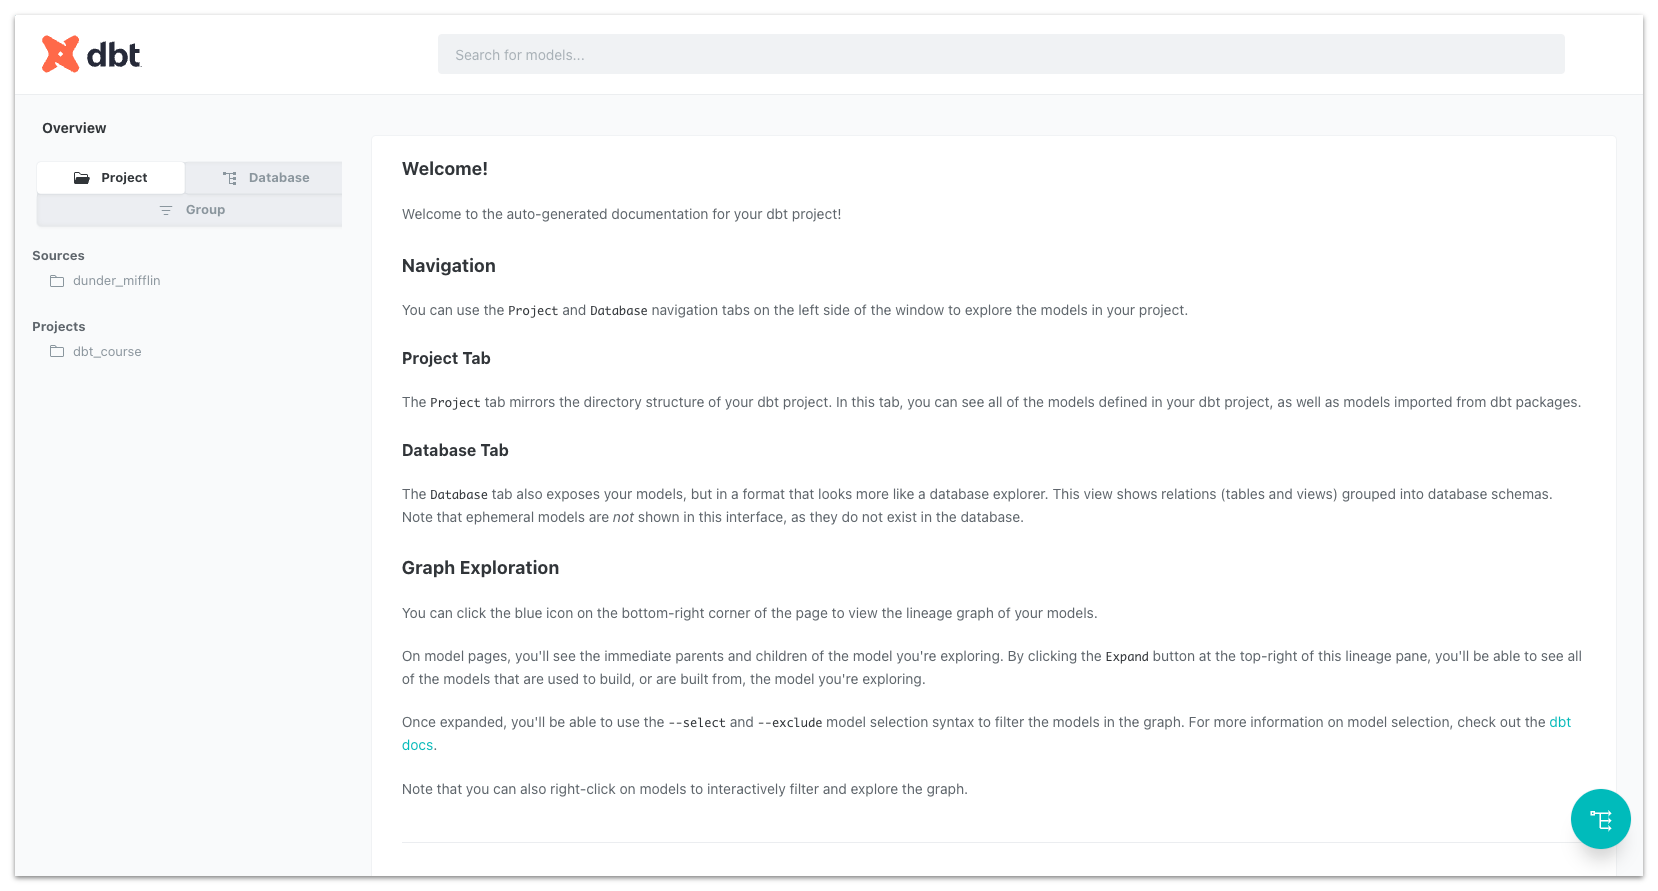 dbt
Search for models...
Overview
Project
Database
Group
Sources
dunder_mifflin
Projects
dbt_course
Welcome!
Welcome to the auto-generated documentation for your dbt project!
Navigation
You can use the Project and Database navigation tabs on the left side of the window to explore the models in your project.
Project Tab
The Project tab mirrors the directory structure of your dbt project. In this tab, you can see all of the models defined in your dbt project, as well as models imported from dbt packages.
Database Tab
The Database tab also exposes your models, but in a format that looks more like a database explorer. This view shows relations (tables and views) grouped into database schemas.
Note that ephemeral models are not shown in this interface, as they do not exist in the database.
Graph Exploration
You can click the blue icon on the bottom-right corner of the page to view the lineage graph of your models.
On model pages, you'll see the immediate parents and children of the model you're exploring. By clicking the Expand button at the top-right of this lineage pane, you'll be able to see all
of the models that are used to build, or are built from, the model you're exploring.
Once expanded, you'll be able to use the --select and --exclude model selection syntax to filter the models in the graph. For more information on model selection, check out the dbt
docs.
Note that you can also right-click on models to interactively filter and explore the graph.